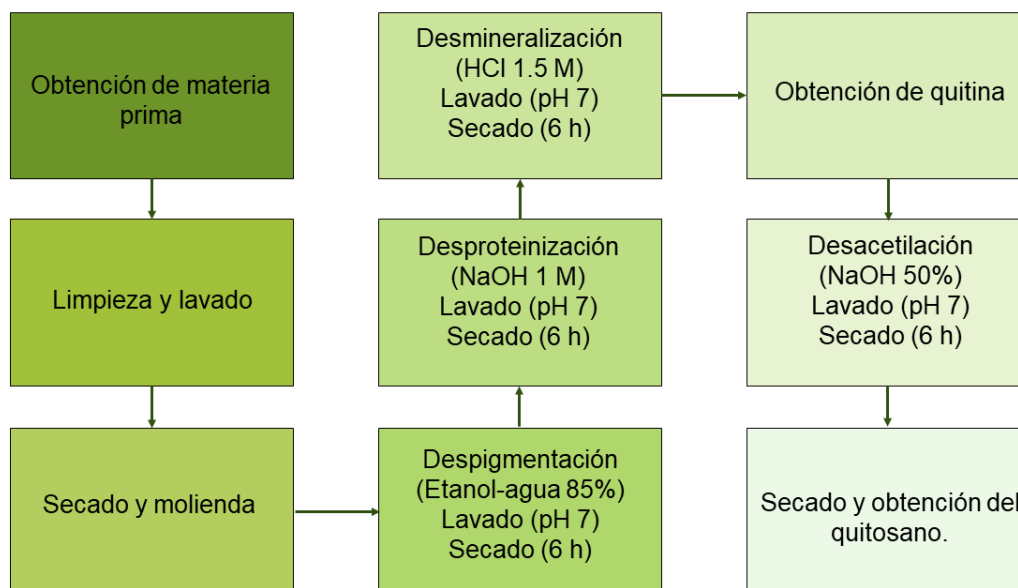 Obtención de materia
prima
Limpieza y lavado
Secado y molienda
Despigmentación
(Etanol-agua 85%)
Lavado (pH 7)
Secado (6 h)
Desproteinización
(NaOH 1 M)
Lavado (pH 7)
Secado (6 h)
Desmineralización
(HCl 1.5 M)
Lavado (pH 7)
Secado (6 h)
Obtención de quitina
Desacetilación
(NaOH 50%)
Lavado (pH 7)
Secado (6 h)
Secado y obtención del
quitosano.